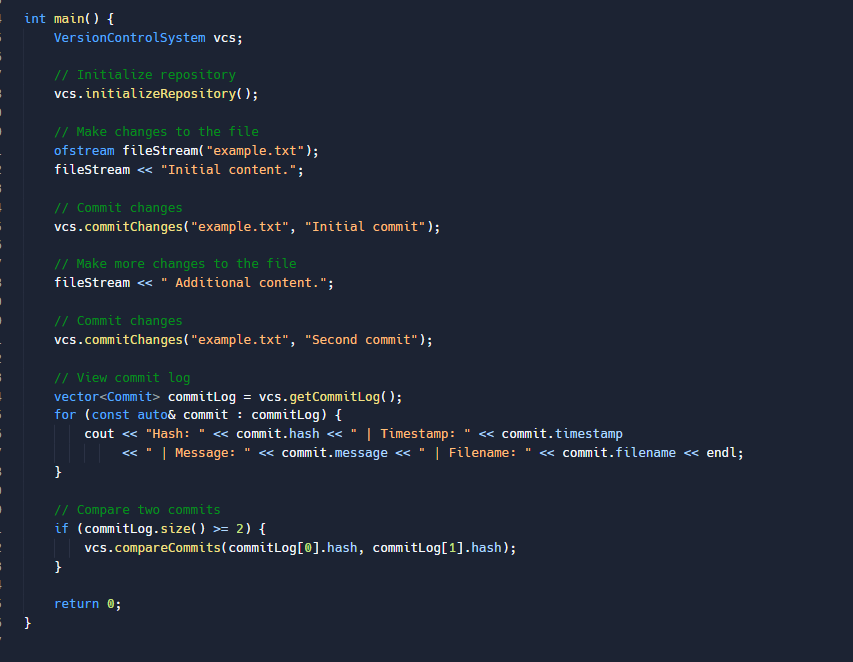 int main() {
    VersionControlSystem vcs;

    // Initialize repository
    vcs.initializeRepository();

    // Make changes to the file
    ofstream fileStream("example.txt");
    fileStream << "Initial content.";

    // Commit changes
    vcs.commitChanges("example.txt", "Initial commit");

    // Make more changes to the file
    fileStream << " Additional content.";

    // Commit changes
    vcs.commitChanges("example.txt", "Second commit");

    // View commit log
    vector<Commit> commitLog = vcs.getCommitLog();
    for (const auto& commit : commitLog) {
        cout << "Hash: " << commit.hash << " | Timestamp: " << commit.timestamp
             << " | Message: " << commit.message << " | Filename: " << commit.filename << endl;
    }

    // Compare two commits
    if (commitLog.size() >= 2) {
        vcs.compareCommits(commitLog[0].hash, commitLog[1].hash);
    }

    return 0;
}